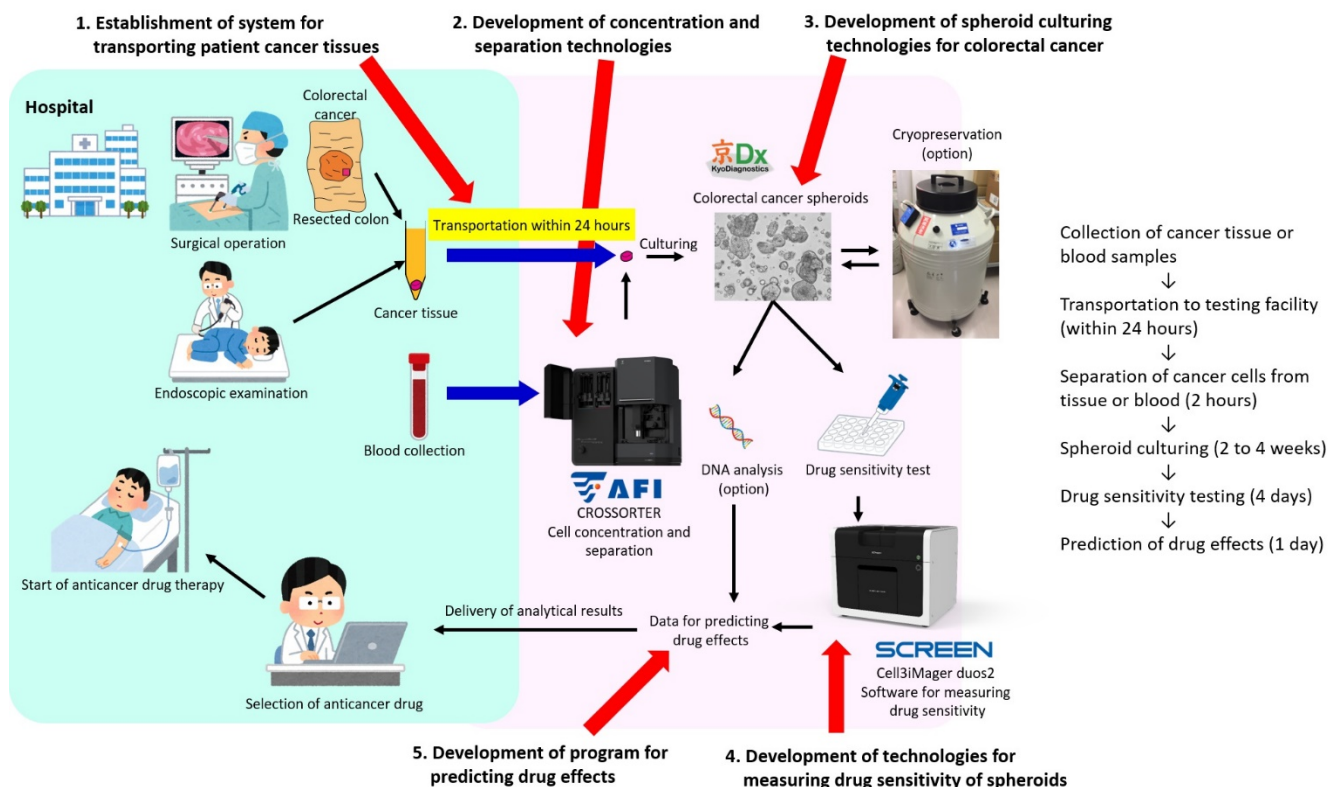 1. Establishment of system for
transporting patient cancer tissues
2. Development of concentration and
separation technologies
3. Development of spheroid culturing
technologies for colorectal cancer
Hospital
Colorectal
cancer
Resected colon
Surgical operation
Transportation within 24 hours
Culturing
京Dx
KyoDiagnostics
Colorectal cancer spheroids
Cryopreservation
(option)
Cancer tissue
Endoscopic examination
Blood collection
AFI
CROSSORTER
Cell concentration and
separation
DNA analysis
(option)
Drug sensitivity test
Start of anticancer drug therapy
Selection of anticancer drug
Delivery of analytical results
Data for predicting
drug effects
SCREEN
Cell3iMager duos2
Software for measuring
drug sensitivity
5. Development of program for
predicting drug effects
4. Development of technologies for
measuring drug sensitivity of spheroids
Collection of cancer tissue or
blood samples
↓
Transportation to testing facility
(within 24 hours)
↓
Separation of cancer cells from
tissue or blood (2 hours)
↓
Spheroid culturing (2 to 4 weeks)
↓
Drug sensitivity testing (4 days)
↓
Prediction of drug effects (1 day)